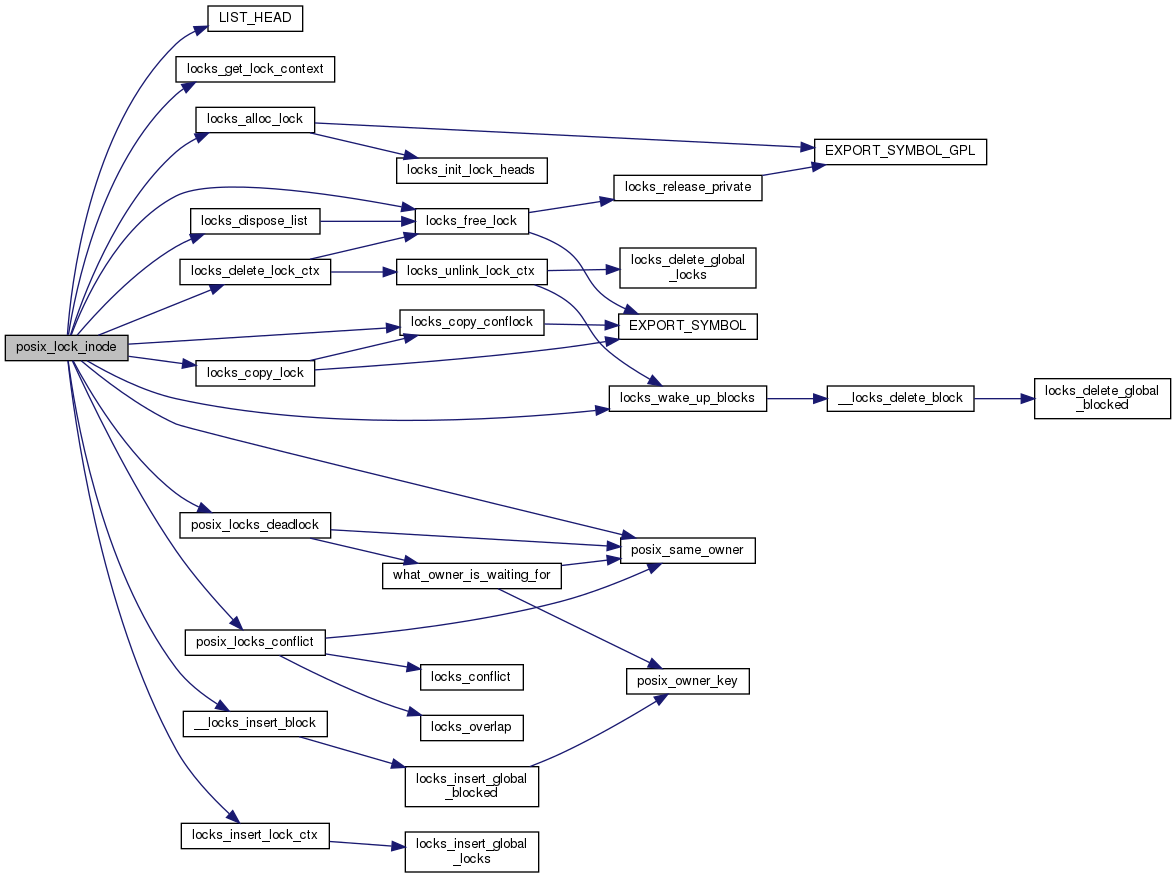 LIST_HEAD
locks_get_lock_context
locks_alloc_lock
EXPORT_SYMBOL_GPL
locks_init_lock_heads
locks_release_private
locks_dispose_list
locks_free_lock
locks_delete_lock_ctx
locks_unlink_lock_ctx
locks_delete_global
_locks
locks_copy_conflock
EXPORT_SYMBOL
posix_lock_inode
locks_copy_lock
locks_wake_up_blocks
__locks_delete_block
locks_delete_global
_blocked
posix_locks_deadlock
posix_same_owner
what_owner_is_waiting_for
posix_locks_conflict
locks_conflict
posix_owner_key
__locks_insert_block
locks_overlap
locks_insert_global
_blocked
locks_insert_lock_ctx
locks_insert_global
_locks